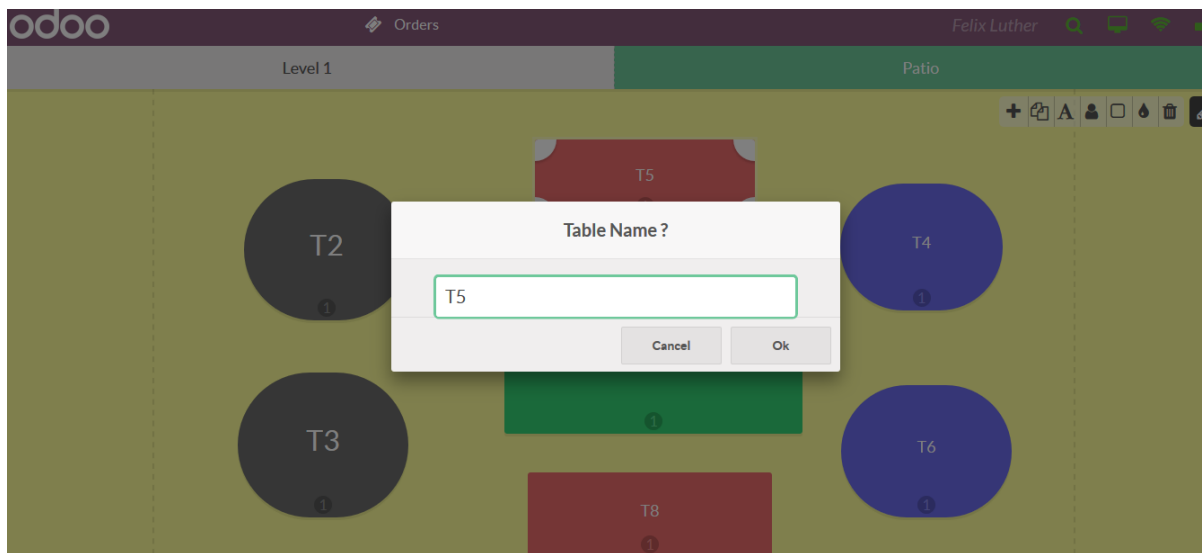 odoo
Orders
Felix Luther
Level 1
Patio
A
T5
T2
1
T4
1
Table Name ?
T5
Cancel
Ok
1
T3
1
T6
1
T8
1